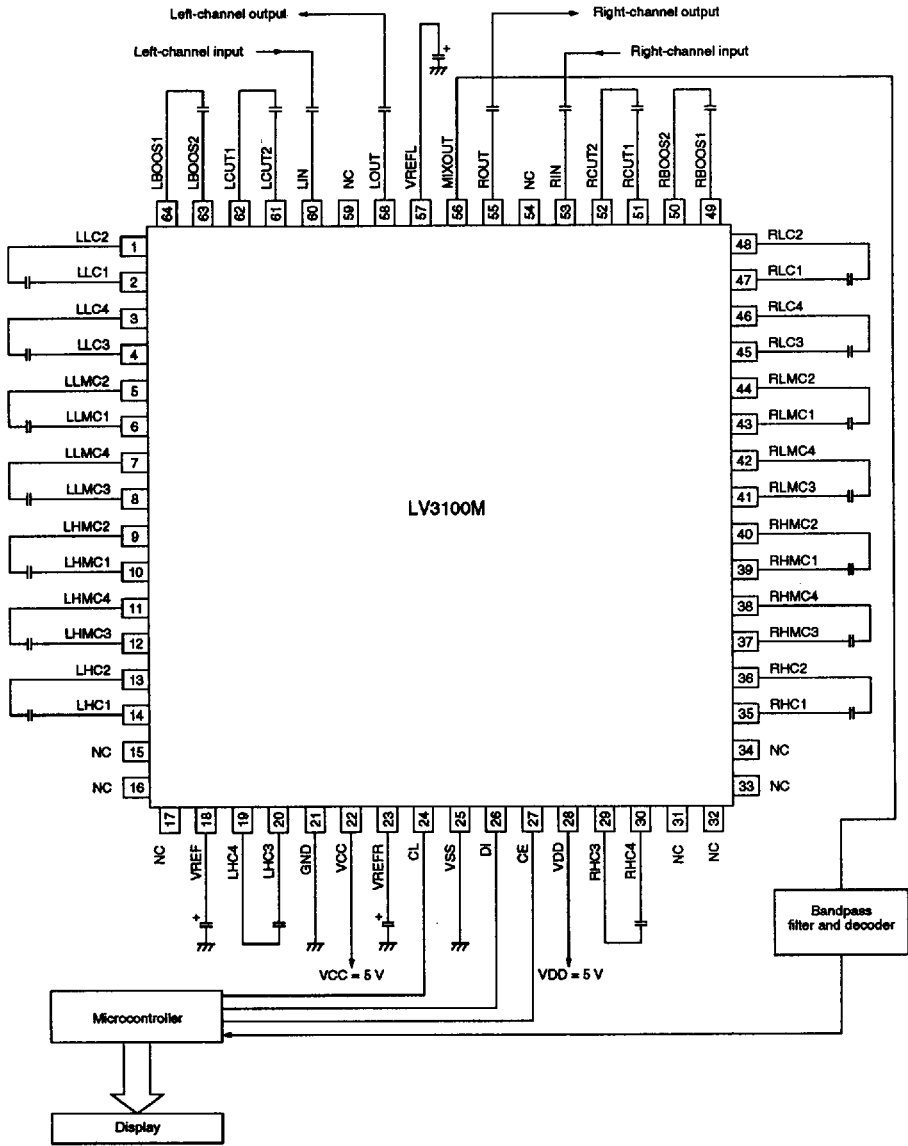 Left-channel output
Right-channel output
Left-channel input
Right-channel input
LBOOS1
LBOOS2
LCUT1
LCUT2
LIN
NC
LOUT
VREFL
MIXOUT
ROUT
NC
RIN
RCUT2
RCUT1
RBOOS2
RBOOS1
64
63
62
61
60
59
58
57
56
55
54
53
52
51
50
49
LLC2
1
LLC1
2
LLC4
3
LLC3
4
LLMC2
5
LLMC1
6
LLMC4
7
LLMC3
8
LHMC2
9
LHMC1
10
LHMC4
11
LHMC3
12
LHC2
13
LHC1
14
NC
15
NC
16
LV3100M
48
RLC2
47
RLC1
46
RLC4
45
RLC3
44
RLMC2
43
RLMC1
42
RLMC4
41
RLMC3
40
RHMC2
39
RHMC1
38
RHMC4
37
RHMC3
36
RHC2
35
RHC1
34
NC
33
NC
17
18
19
20
21
22
23
24
25
26
27
28
29
30
31
32
NC
VREF
LHC4
LHC3
GND
VCC
VREFR
CL
VSS
DI
CE
VDD
RHC3
RHC4
NC
NC
+
+
+
VCC = 5 V
VDD = 5 V
Bandpass
filter and decoder
Microcontroller
Display